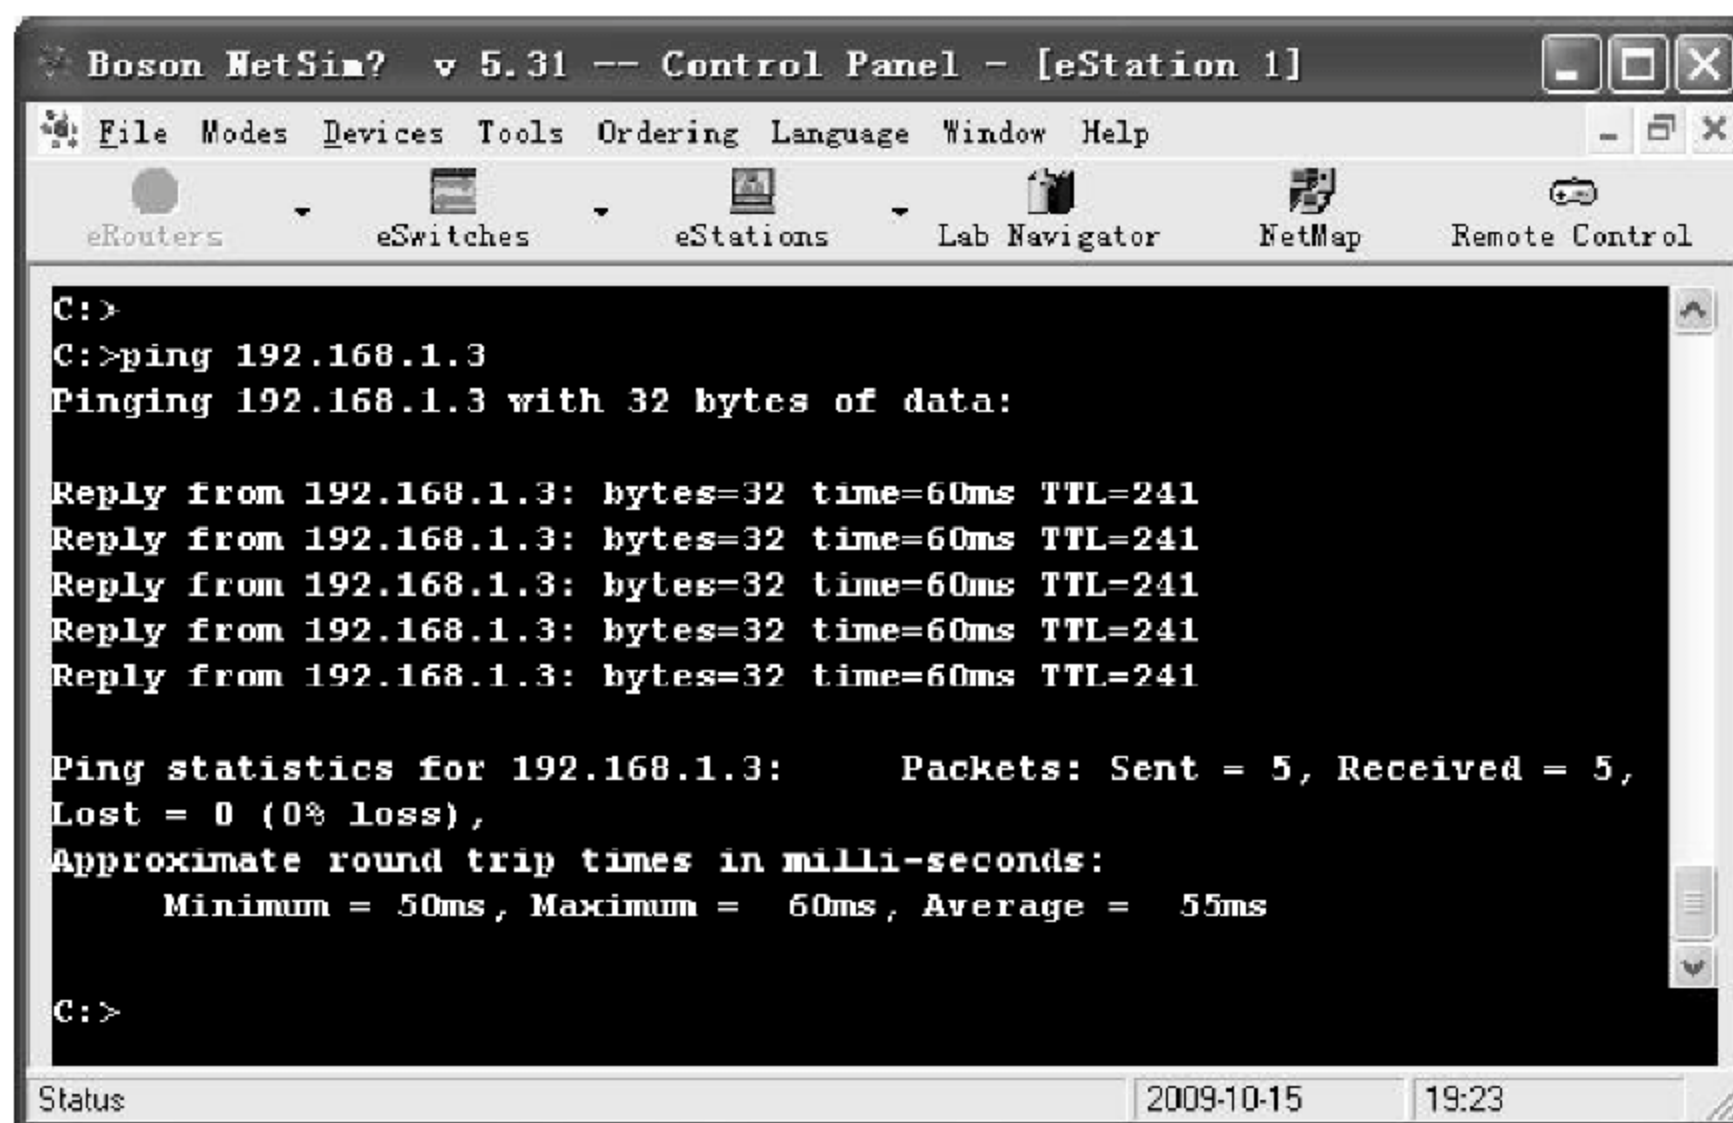 Boson NetSim? v 5.31 -- Control Panel - [eStation 1]
File Modes Devices Tools Ordering Language Window Help
eRouters eSwitches eStations Lab Navigator NetMap Remote Control
C:>
C:>ping 192.168.1.3
Pinging 192.168.1.3 with 32 bytes of data:
Reply from 192.168.1.3: bytes=32 time=60ms TTL=241
Reply from 192.168.1.3: bytes=32 time=60ms TTL=241
Reply from 192.168.1.3: bytes=32 time=60ms TTL=241
Reply from 192.168.1.3: bytes=32 time=60ms TTL=241
Reply from 192.168.1.3: bytes=32 time=60ms TTL=241
Ping statistics for 192.168.1.3: Packets: Sent = 5, Received = 5,
Lost = 0 (0% loss),
Approximate round trip times in milli-seconds:
Minimum = 50ms, Maximum = 60ms, Average = 55ms
C:>
Status 2009-10-15 19:23